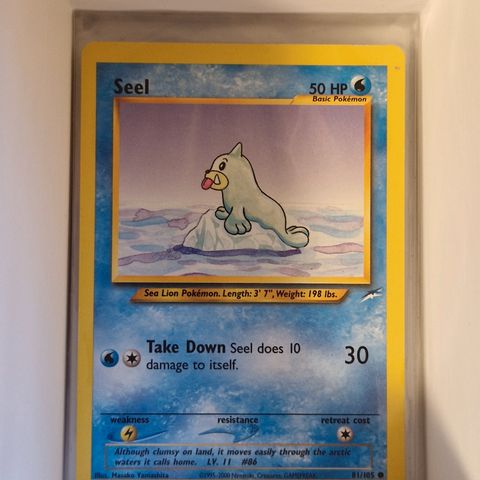 Seel 50 HP
Basic Pokémon
Sea Lion Pokémon. Length: 3' 7", Weight: 198 lbs.
Take Down Seel does 10 30
damage to itself.
weakness resistance retreat cost
Although clumsy on land, it moves easily through the arctic
waters it calls home. LV. 11 #86
Illus. Masako Yamashita ©1995-2000 Nintendo, Creatures, GAMEFREAK. 81/105